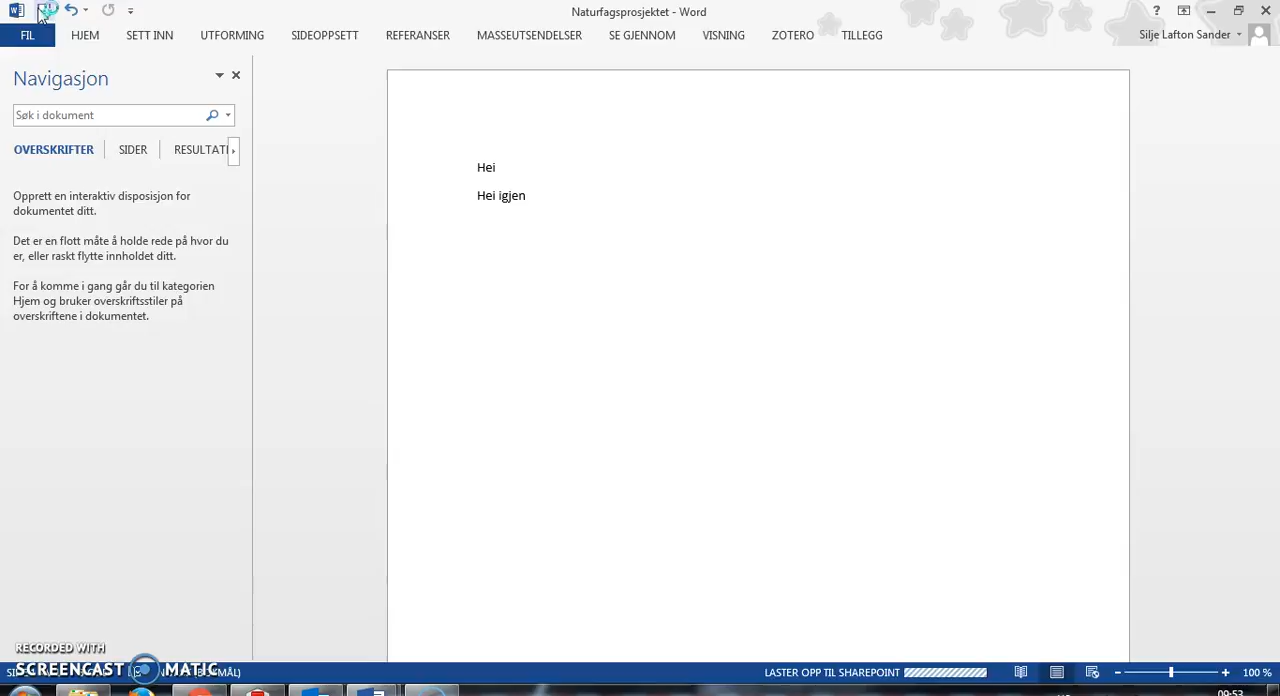 Naturfagsprosjektet - Word
FIL HJEM SETT INN UTFORMING SIDEOPPSETT REFERANSER MASSEUTSENDELSER SE GJENNOM VISNING ZOTERO TILLEGG Silje Lafton Sander
Navigasjon
Søk i dokument
OVERSKRIFTER SIDER RESULTATE
Opprett en interaktiv disposisjon for
dokumentet ditt.
Det er en flott måte å holde rede på hvor du
er, eller raskt flytte innholdet ditt.
For å komme i gang går du til kategorien
Hjem og bruker overskriftsstiler på
overskriftene i dokumentet.
Hei
Hei igjen
RECORDED WITH
SCREENCAST MATIC
LASTER OPP TIL SHAREPOINT 100 %
09:53